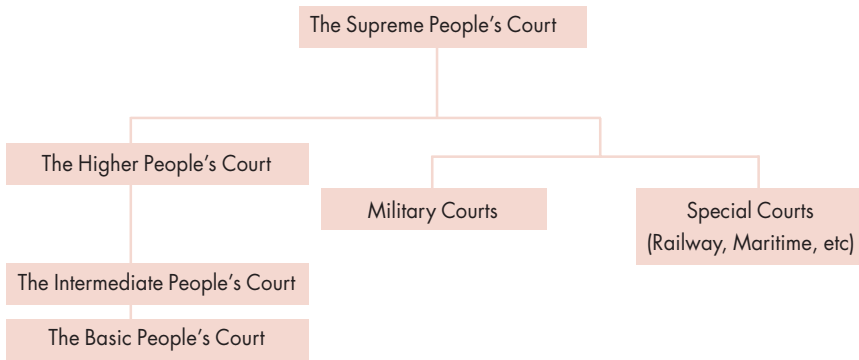 The Supreme People’s Court
The Higher People’s Court
Military Courts
Special Courts
(Railway, Maritime, etc)
The Intermediate People’s Court
The Basic People’s Court